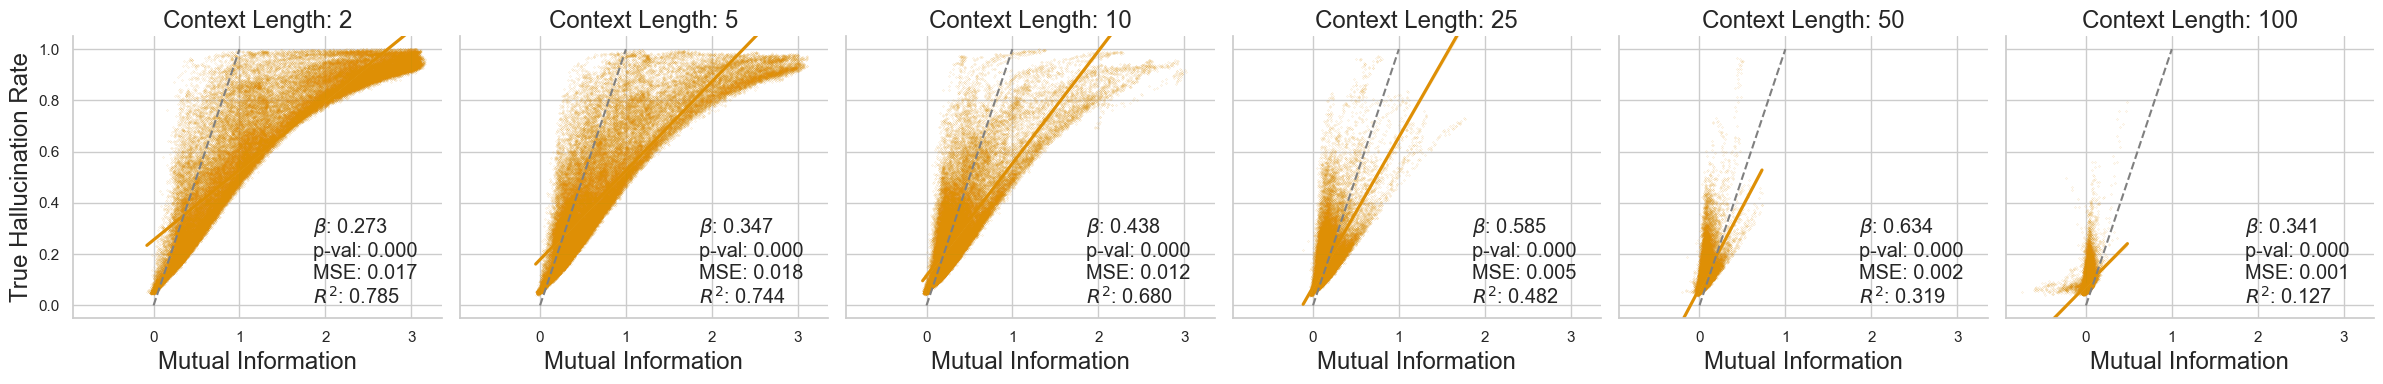 Context Length: 2
Context Length: 5
Context Length: 10
Context Length: 25
Context Length: 50
Context Length: 100
True Hallucination Rate
1.0
0.8
0.6
0.4
0.2
0.0
β: 0.273
p-val: 0.000
MSE: 0.017
R²: 0.785
β: 0.347
p-val: 0.000
MSE: 0.018
R²: 0.744
β: 0.438
p-val: 0.000
MSE: 0.012
R²: 0.680
β: 0.585
p-val: 0.000
MSE: 0.005
R²: 0.482
β: 0.634
p-val: 0.000
MSE: 0.002
R²: 0.319
β: 0.341
p-val: 0.000
MSE: 0.001
R²: 0.127
0 1 2 3
0 1 2 3
0 1 2 3
0 1 2 3
0 1 2 3
0 1 2 3
Mutual Information
Mutual Information
Mutual Information
Mutual Information
Mutual Information
Mutual Information